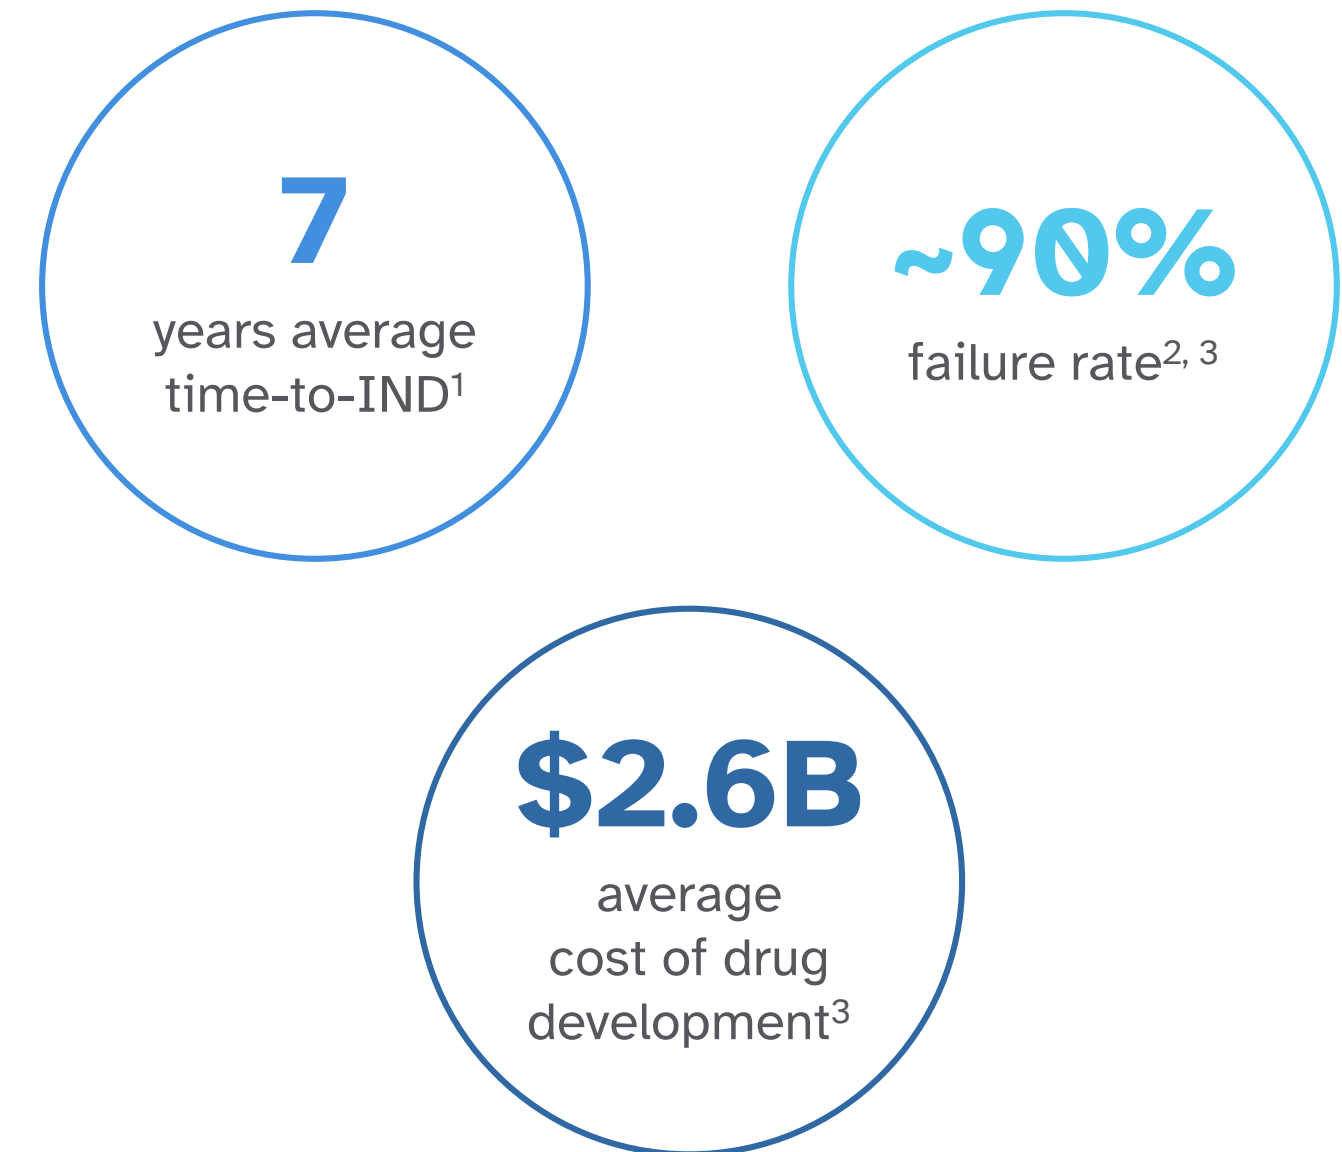 7
years average
time-to-IND¹
~90%
failure rate²˒ ³
$2.6B
average
cost of drug
development³